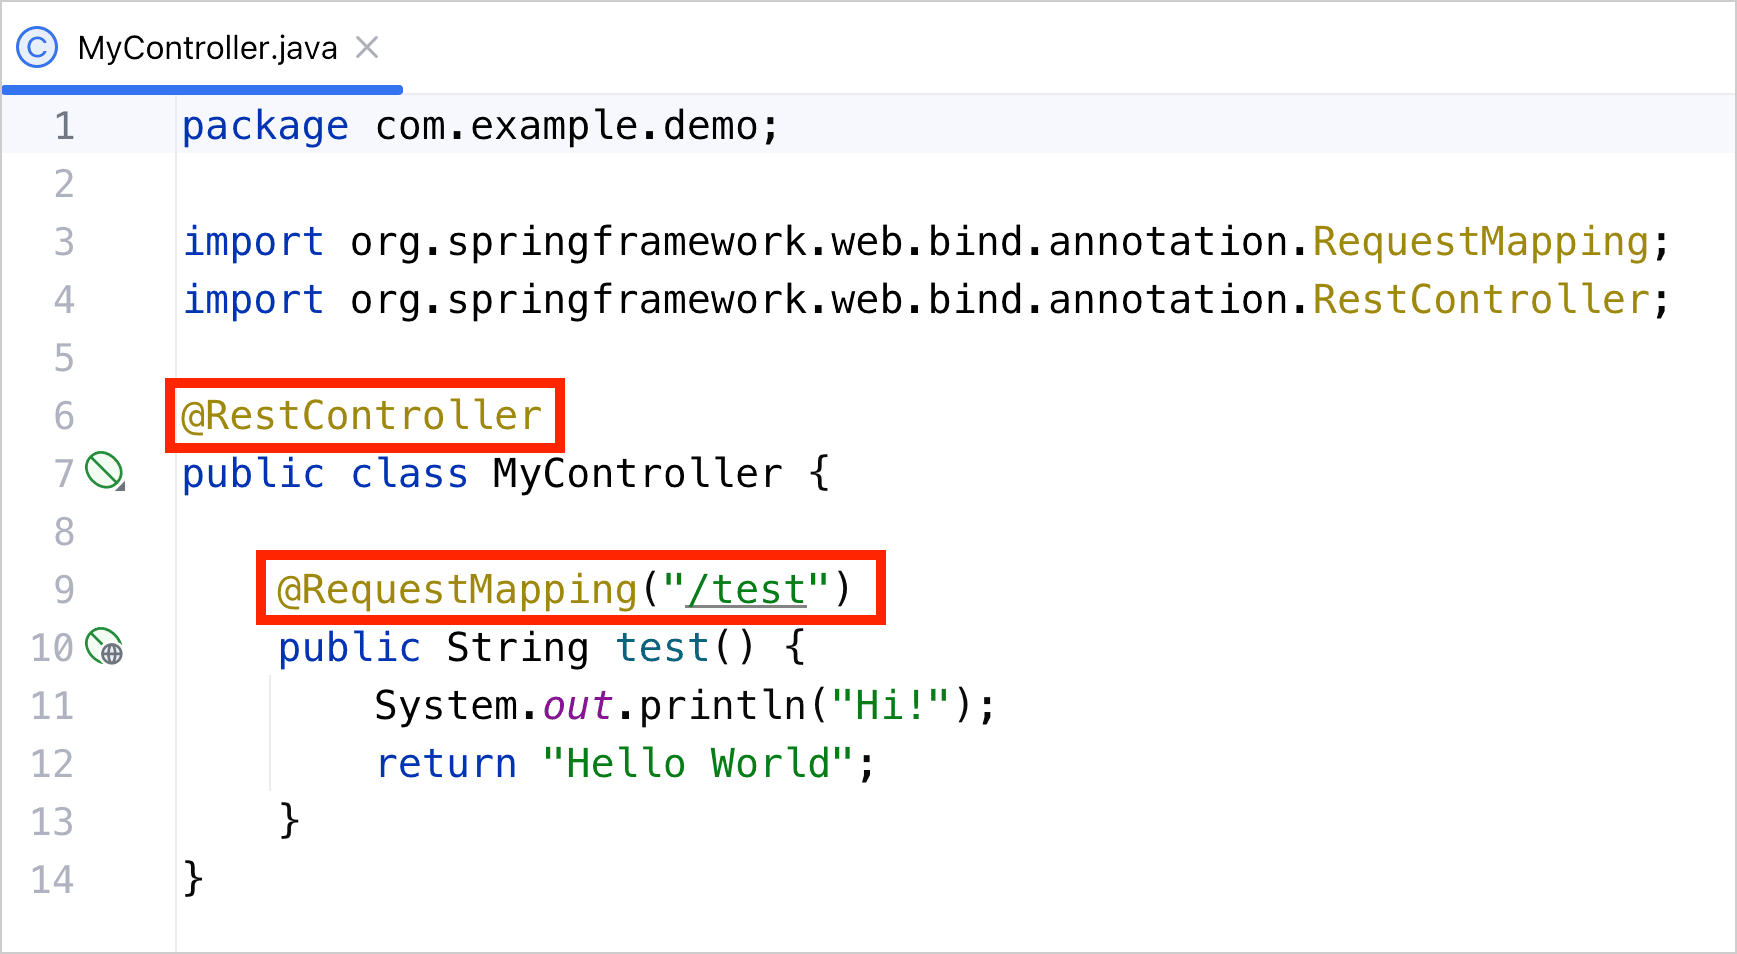 C MyController.java
1 package com.example.demo;
2
3 import org.springframework.web.bind.annotation.RequestMapping;
4 import org.springframework.web.bind.annotation.RestController;
5
6 @RestController
7 public class MyController {
8
9     @RequestMapping("/test")
10     public String test() {
11         System.out.println("Hi!");
12         return "Hello World";
13     }
14 }